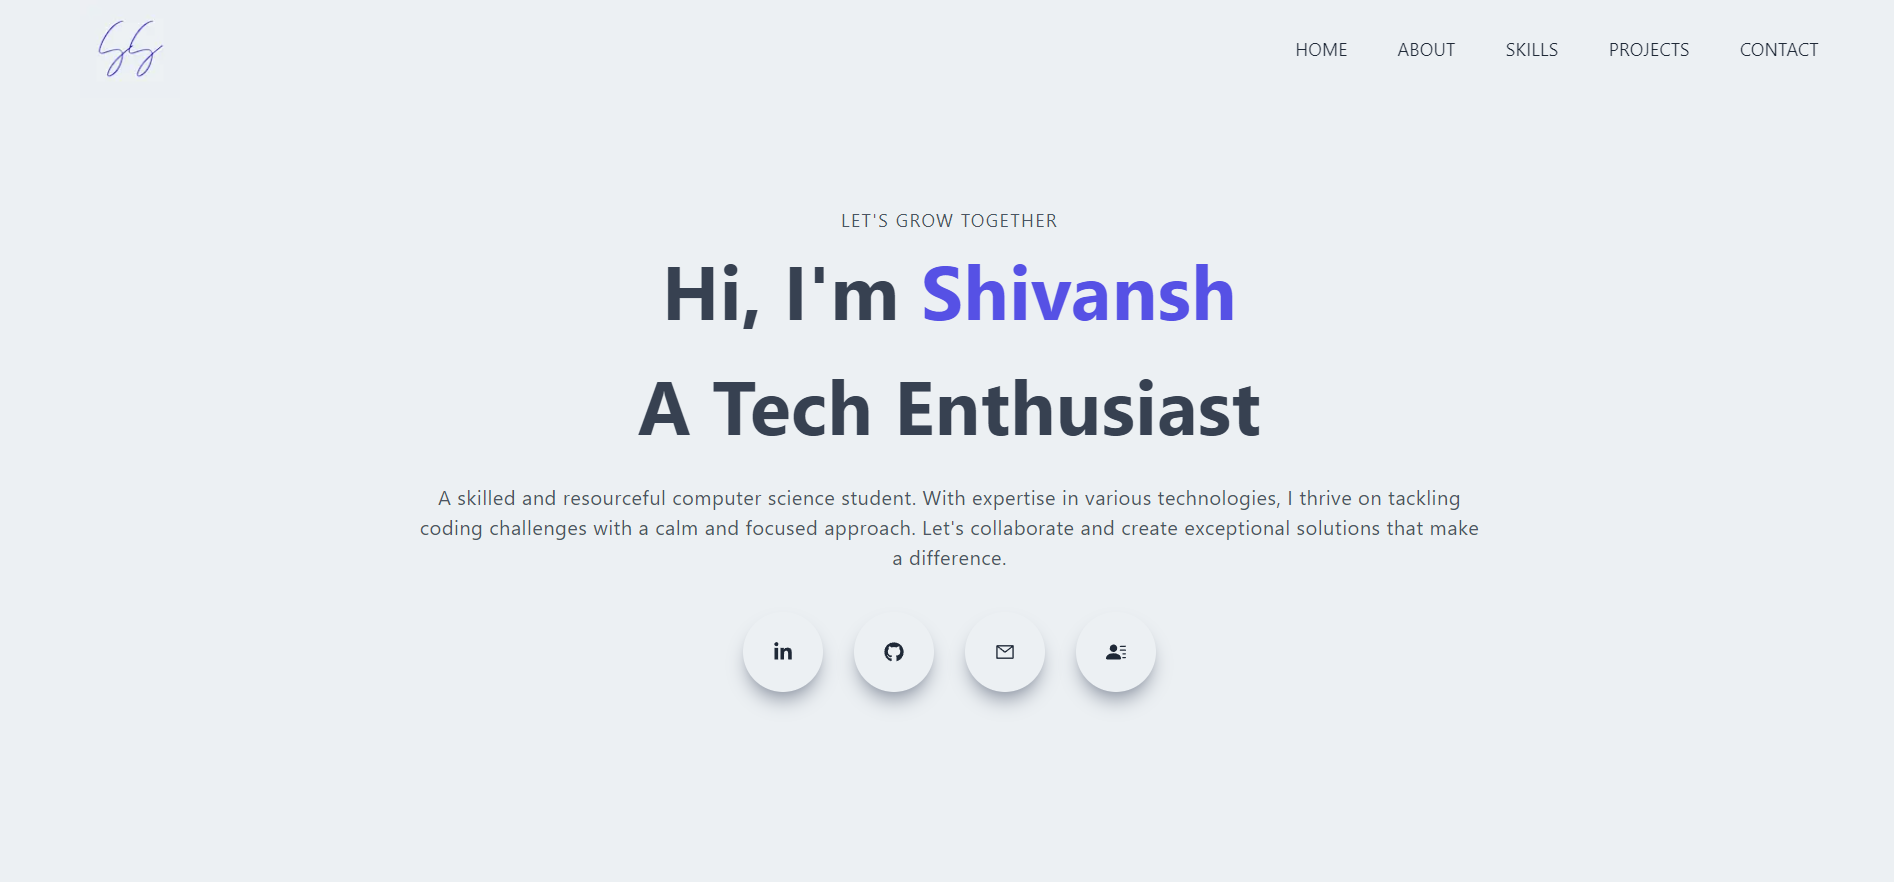 SS
HOME ABOUT SKILLS PROJECTS CONTACT
LET'S GROW TOGETHER
Hi, I'm Shivansh
A Tech Enthusiast
A skilled and resourceful computer science student. With expertise in various technologies, I thrive on tackling
coding challenges with a calm and focused approach. Let's collaborate and create exceptional solutions that make
a difference.
in